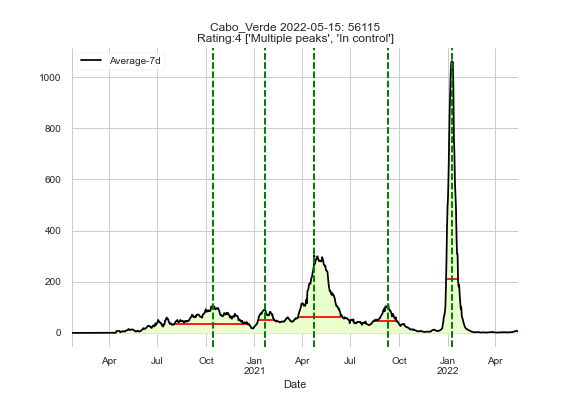 Cabo_Verde 2022-05-15: 56115
Rating:4 ['Multiple peaks', 'In control']
Average-7d
1000
800
600
400
200
0
Apr Jul Oct Jan Apr Jul Oct Jan Apr
2021 2022
Date